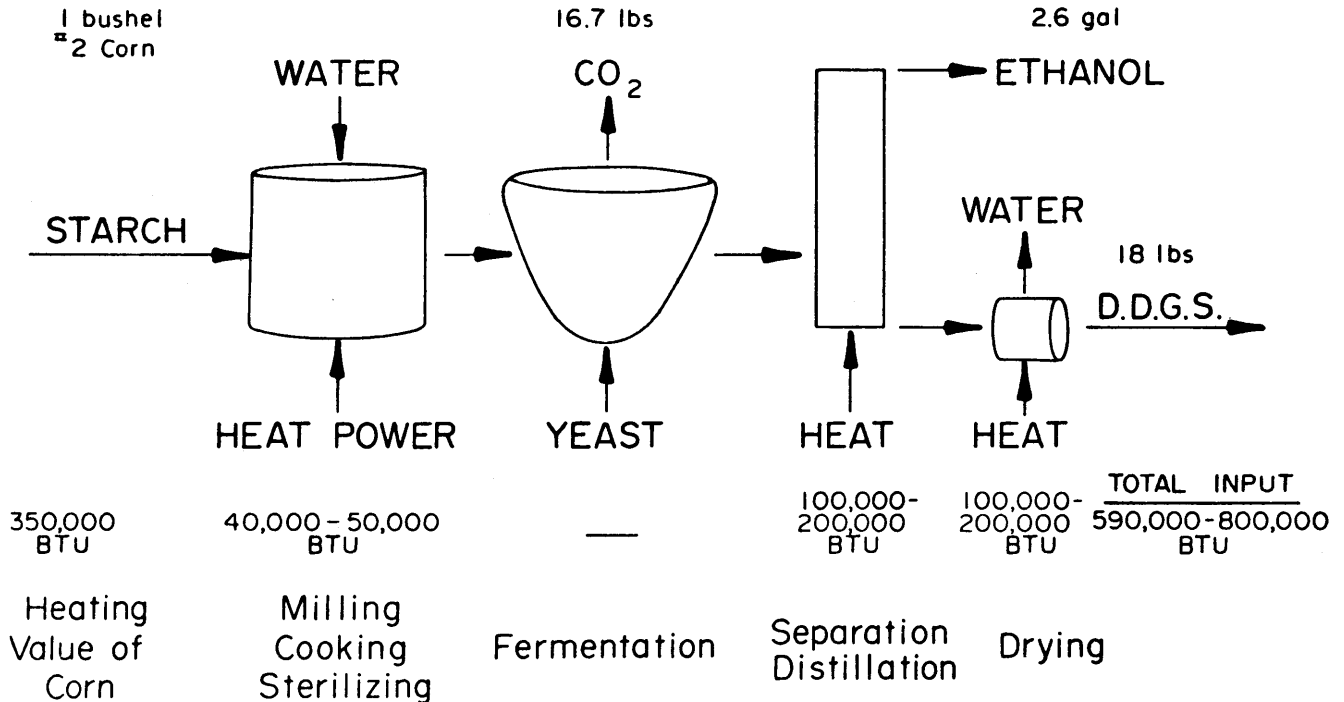 1 bushel
#2 Corn
16.7 lbs
2.6 gal
WATER
CO2
ETHANOL
STARCH
WATER
18 lbs
D.D.G.S.
HEAT POWER
YEAST
HEAT
HEAT
350,000
BTU
40,000-50,000
BTU
—
100,000-
200,000
BTU
100,000-
200,000
BTU
TOTAL INPUT
590,000-800,000
BTU
Heating
Value of
Corn
Milling
Cooking
Sterilizing
Fermentation
Separation
Distillation
Drying